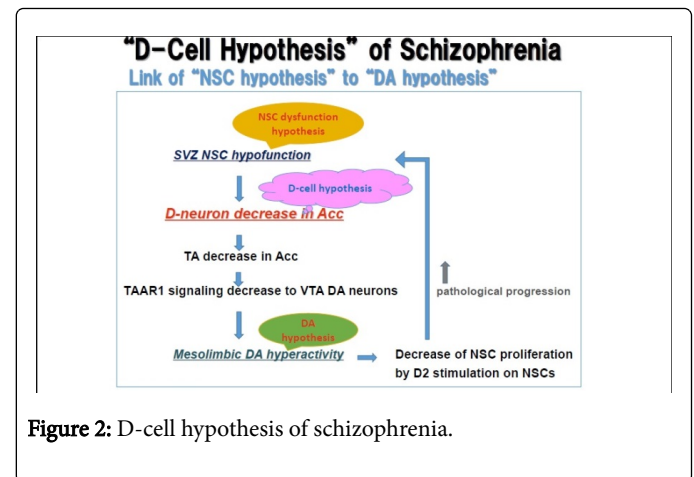 “D-Cell Hypothesis” of Schizophrenia
Link of “NSC hypothesis” to “DA hypothesis”
NSC dysfunction
hypothesis
SVZ NSC hypofunction
D-cell hypothesis
D-neuron decrease in Acc
TA decrease in Acc
TAAR1 signaling decrease to VTA DA neurons
pathological progression
DA
hypothesis
Mesolimbic DA hyperactivity
Decrease of NSC proliferation
by D2 stimulation on NSCs
Figure 2: D-cell hypothesis of schizophrenia.